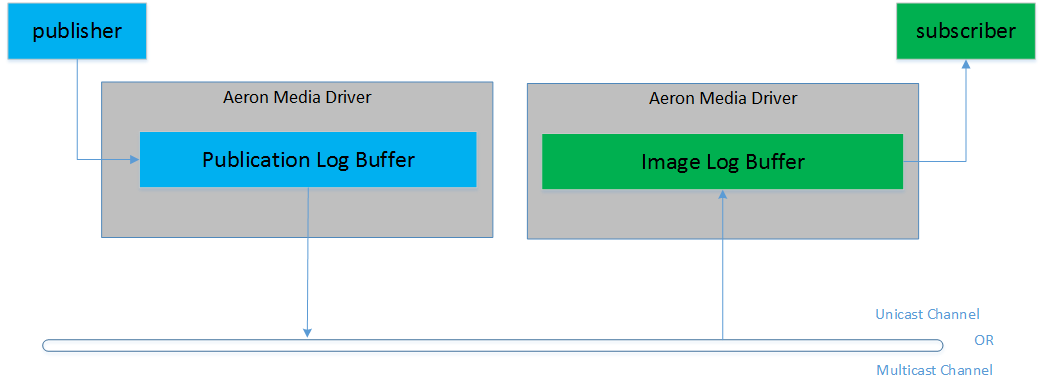 publisher
subscriber
Aeron Media Driver
Aeron Media Driver
Publication Log Buffer
Image Log Buffer
Unicast Channel
OR
Multicast Channel